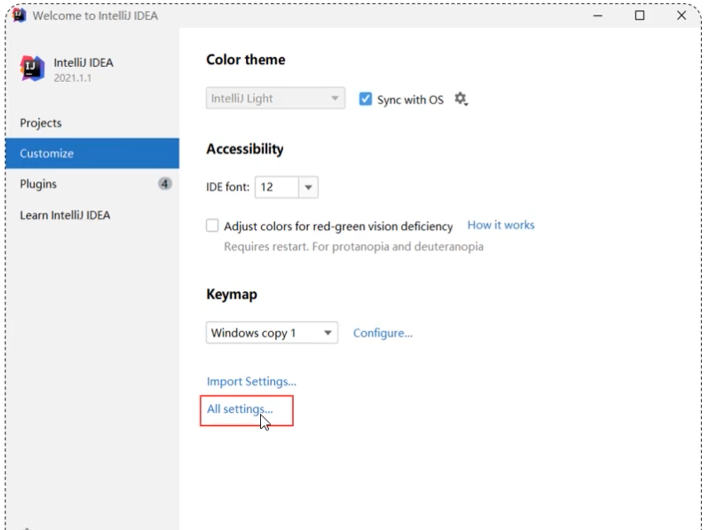 Welcome to IntelliJ IDEA
IntelliJ IDEA
2021.1.1
Projects
Customize
Plugins 4
Learn IntelliJ IDEA
Color theme
IntelliJ Light Sync with OS
Accessibility
IDE font: 12
Adjust colors for red-green vision deficiency How it works
Requires restart. For protanopia and deuteranopia
Keymap
Windows copy 1 Configure...
Import Settings...
All settings...